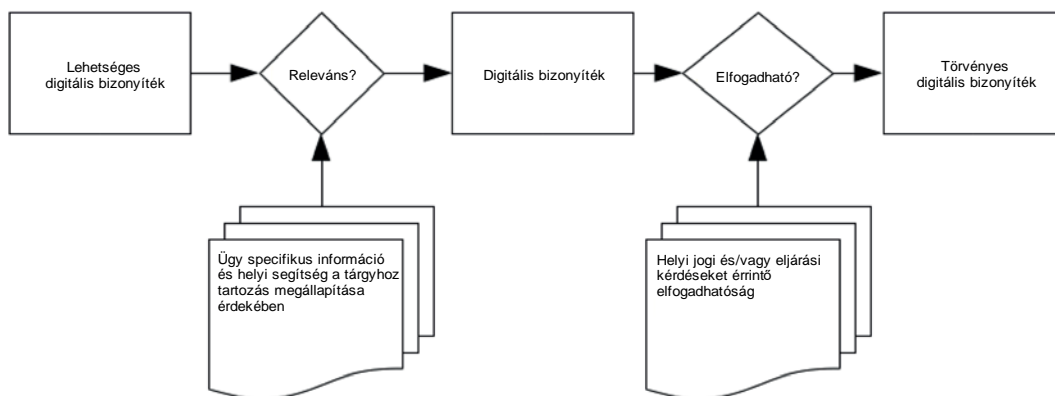 Lehetséges
digitális bizonyíték
Releváns?
Digitális bizonyíték
Elfogadható?
Törvényes
digitális bizonyíték
Ügy specifikus információ
és helyi segítség a tárgyhoz
tartozás megállapítása
érdekében
Helyi jogi és/vagy eljárási
kérdéseket érrintő
elfogadhatóság